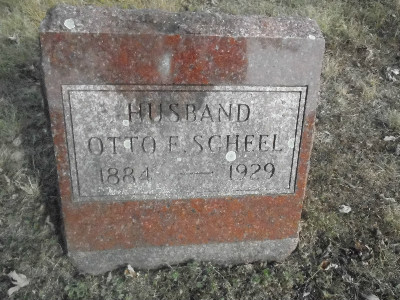 HUSBAND
OTTO E. SCHEEL
1884 — 1929